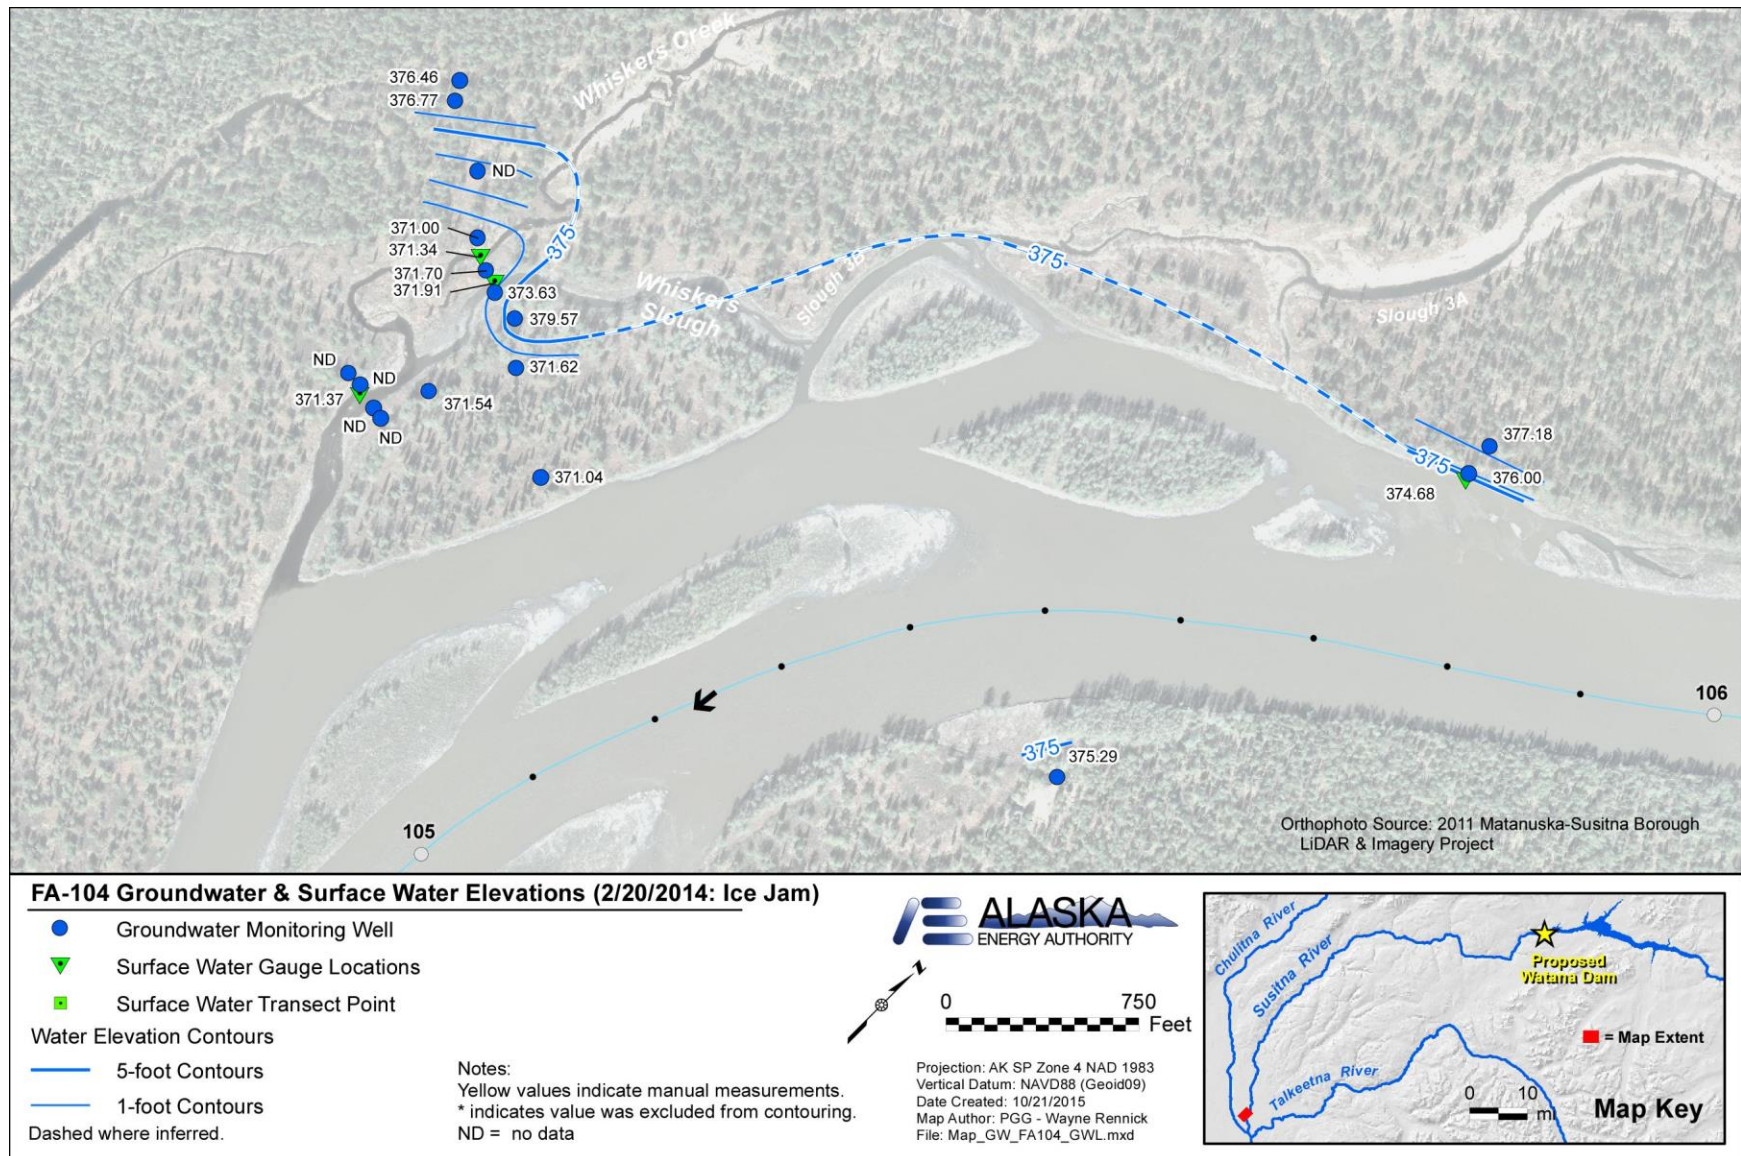 Whiskers Creek
376.46
376.77
ND
371.00
371.34
371.70
371.91
373.63
379.57
371.62
375
Whiskers
Slough
Slough 3B
375
Slough 3A
ND
ND
371.37
ND
ND
371.54
371.04
377.18
375
376.00
374.68
106
375
375.29
105
Orthophoto Source: 2011 Matanuska-Susitna Borough
LiDAR & Imagery Project
FA-104 Groundwater & Surface Water Elevations (2/20/2014: Ice Jam)
Groundwater Monitoring Well
Surface Water Gauge Locations
Surface Water Transect Point
Water Elevation Contours
5-foot Contours
1-foot Contours
Dashed where inferred.
Notes:
Yellow values indicate manual measurements.
* indicates value was excluded from contouring.
ND = no data
ALASKA
ENERGY AUTHORITY
N
0 750
Feet
Projection: AK SP Zone 4 NAD 1983
Vertical Datum: NAVD88 (Geoid09)
Date Created: 10/21/2015
Map Author: PGG - Wayne Rennick
File: Map_GW_FA104_GWL.mxd
Chulitna River
Susitna River
Proposed
Watana Dam
= Map Extent
Talkeetna River
0 10
mi
Map Key